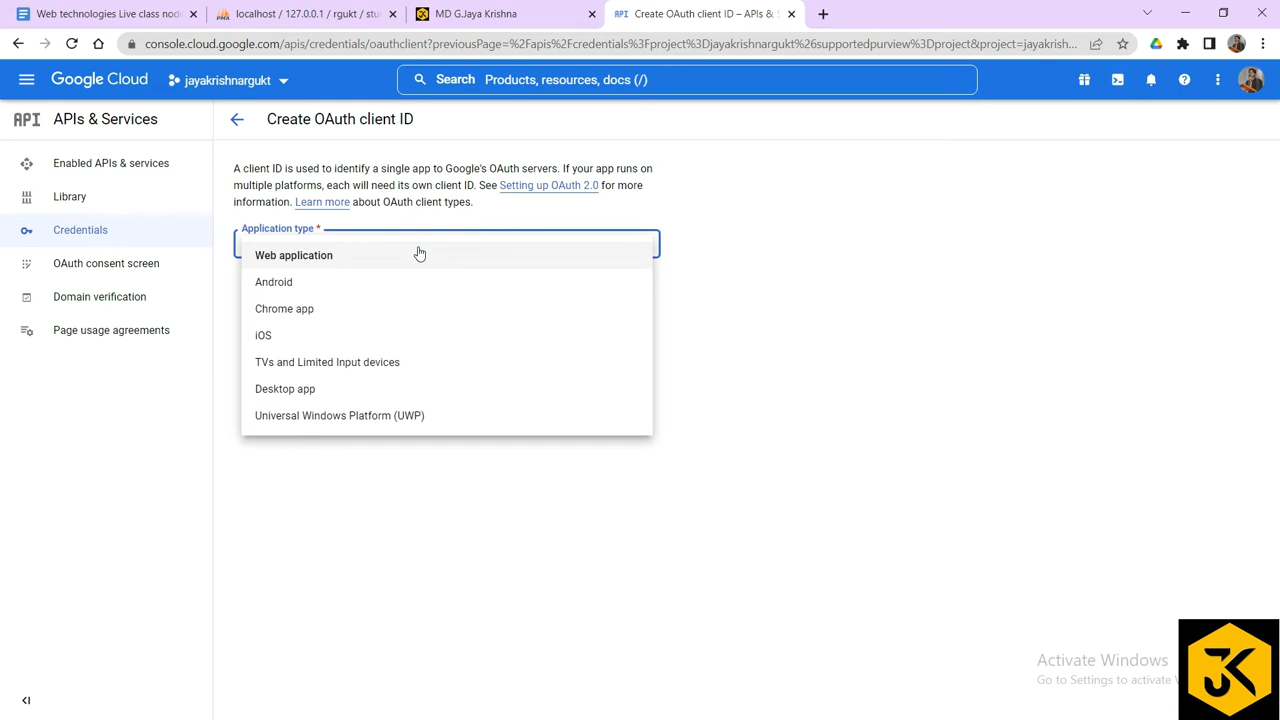 Web technologies Live class node
localhost / 127.0.0.1 / rgukt / stu
MD G.Jaya Krishna
API Create OAuth client ID – APIs & S
console.cloud.google.com/apis/credentials/oauthclient?previousPage=%2Fapis%2Fcredentials%3Fproject%3Djayakrishnargukt%26supportedpurview%3Dproject&project=jayakrish...
Google Cloud
jayakrishnargukt
Search Products, resources, docs (/)
API APIs & Services
Create OAuth client ID
Enabled APIs & services
Library
Credentials
OAuth consent screen
Domain verification
Page usage agreements
A client ID is used to identify a single app to Google's OAuth servers. If your app runs on
multiple platforms, each will need its own client ID. See Setting up OAuth 2.0 for more
information. Learn more about OAuth client types.
Application type *
Web application
Android
Chrome app
iOS
TVs and Limited Input devices
Desktop app
Universal Windows Platform (UWP)
Activate Windows
Go to Settings to activate
JK